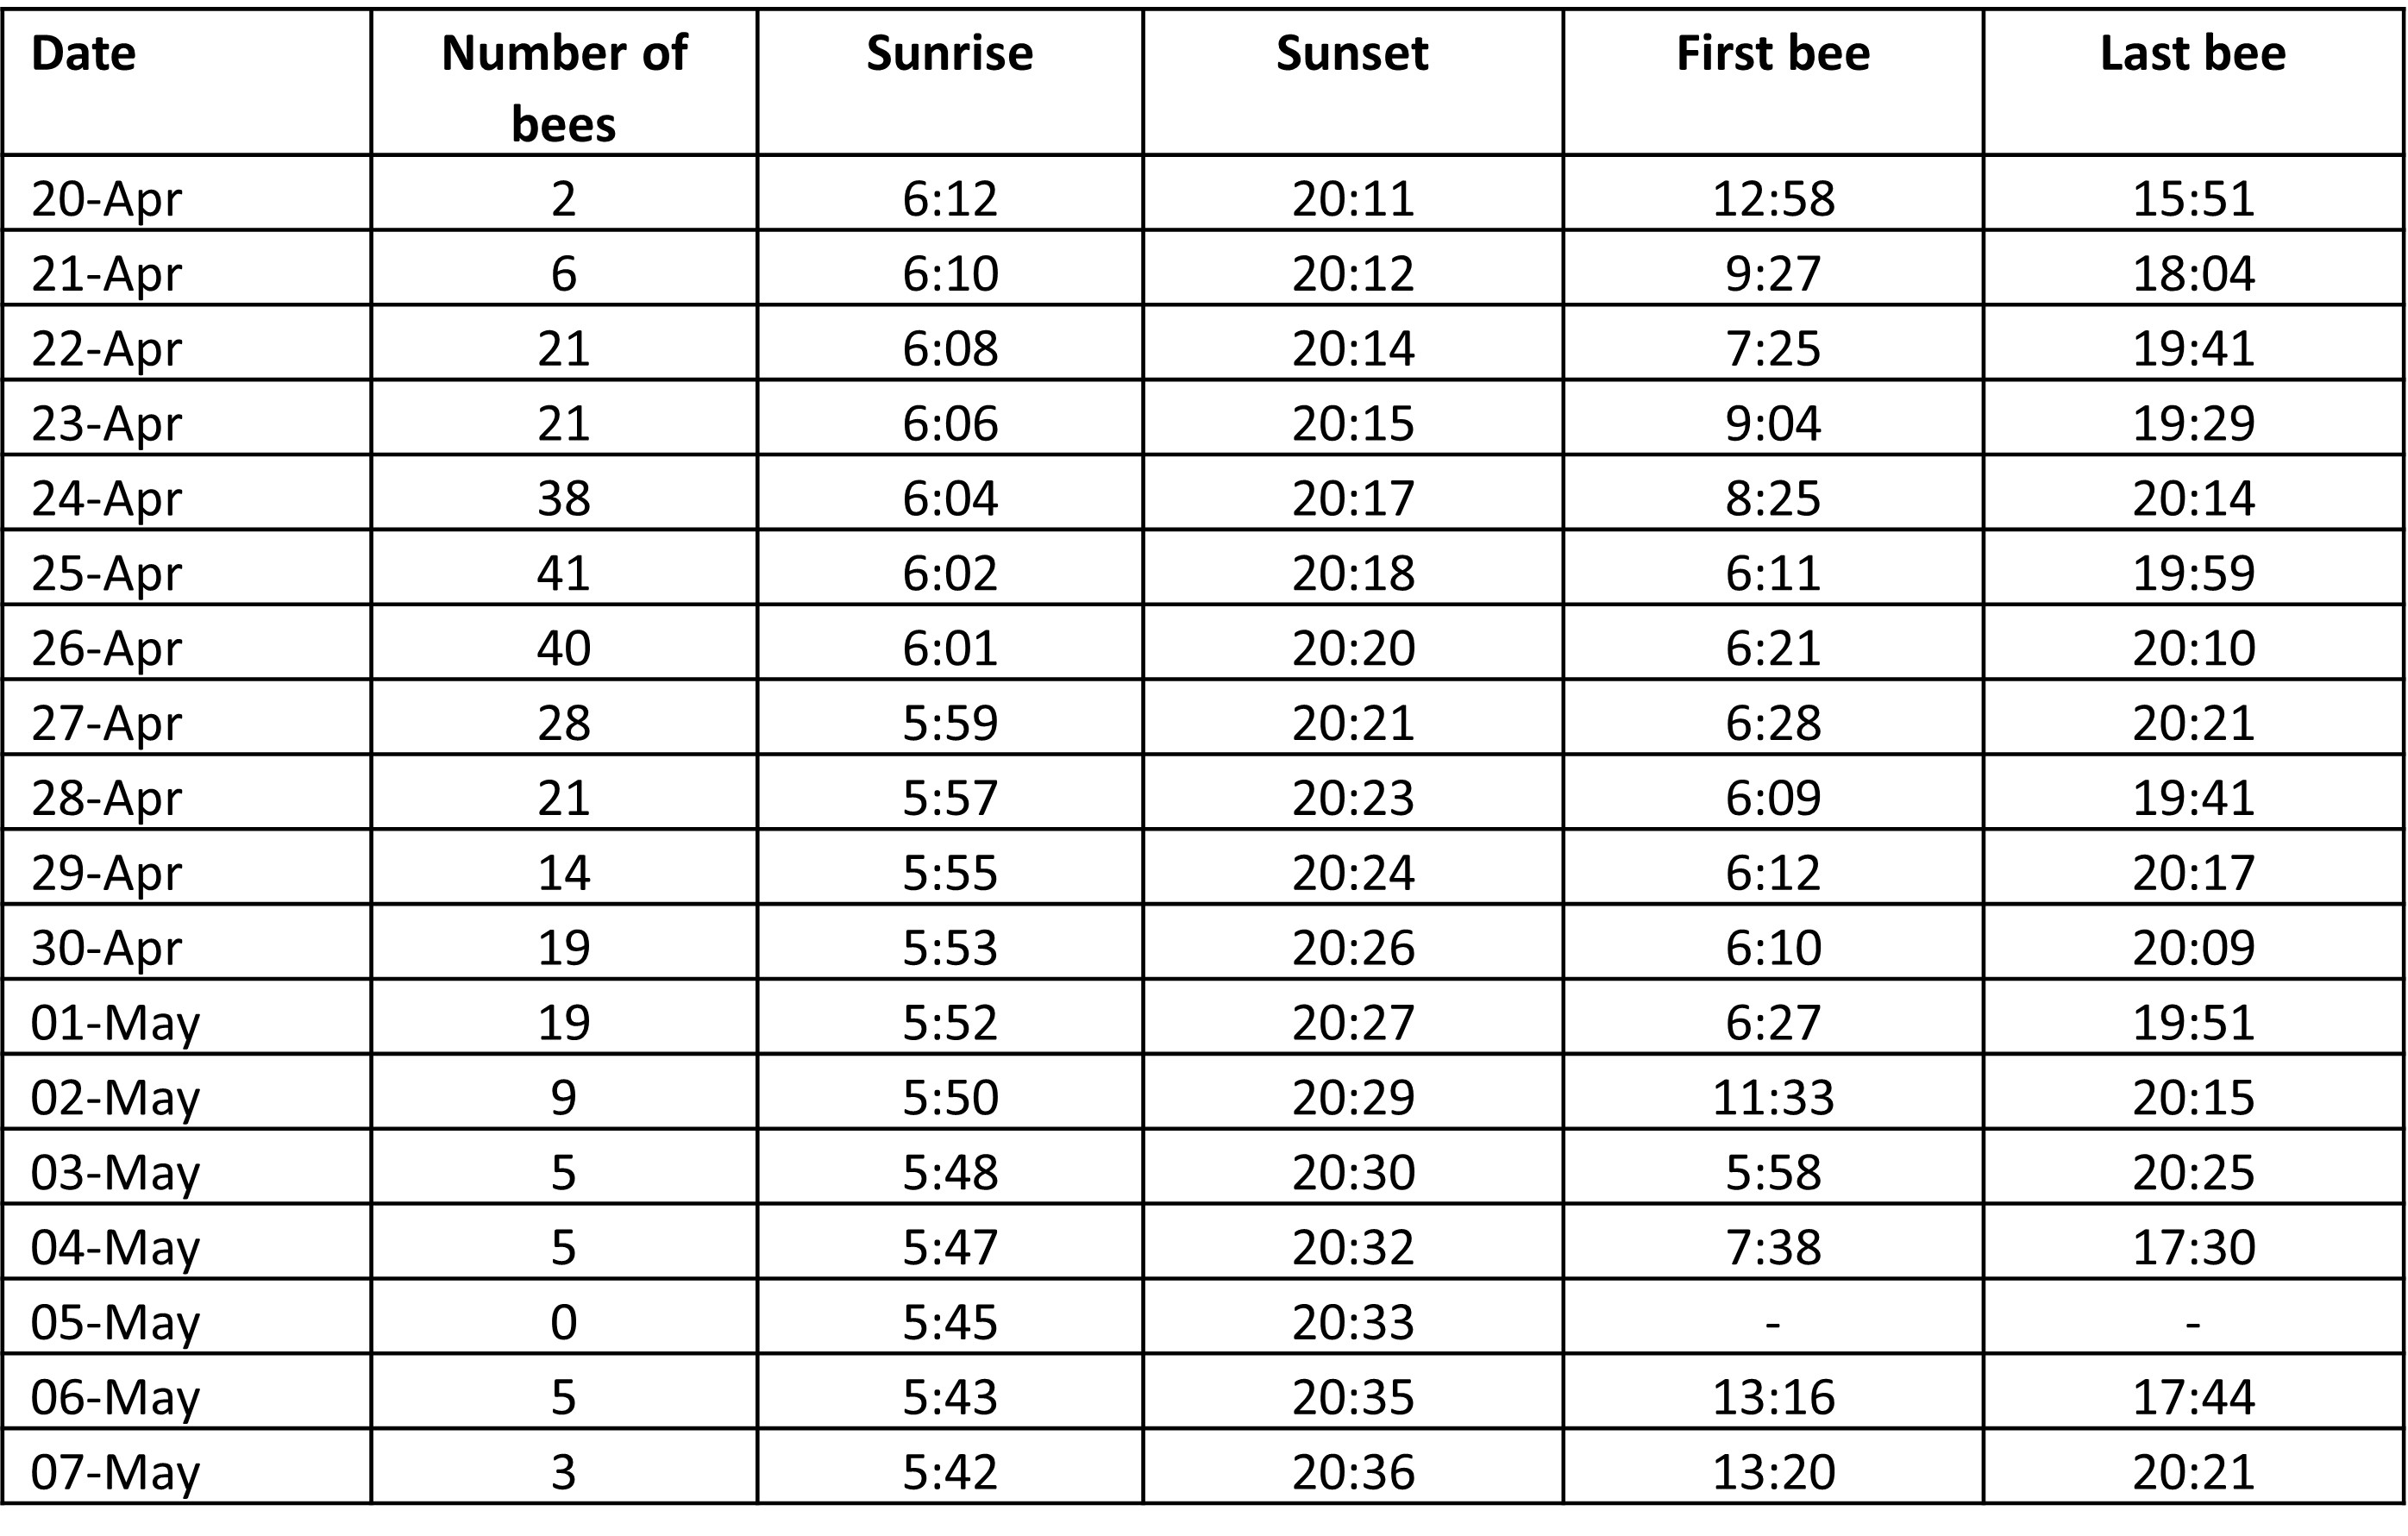 Date Number of bees Sunrise Sunset First bee Last bee
20-Apr 2 6:12 20:11 12:58 15:51
21-Apr 6 6:10 20:12 9:27 18:04
22-Apr 21 6:08 20:14 7:25 19:41
23-Apr 21 6:06 20:15 9:04 19:29
24-Apr 38 6:04 20:17 8:25 20:14
25-Apr 41 6:02 20:18 6:11 19:59
26-Apr 40 6:01 20:20 6:21 20:10
27-Apr 28 5:59 20:21 6:28 20:21
28-Apr 21 5:57 20:23 6:09 19:41
29-Apr 14 5:55 20:24 6:12 20:17
30-Apr 19 5:53 20:26 6:10 20:09
01-May 19 5:52 20:27 6:27 19:51
02-May 9 5:50 20:29 11:33 20:15
03-May 5 5:48 20:30 5:58 20:25
04-May 5 5:47 20:32 7:38 17:30
05-May 0 5:45 20:33 - -
06-May 5 5:43 20:35 13:16 17:44
07-May 3 5:42 20:36 13:20 20:21